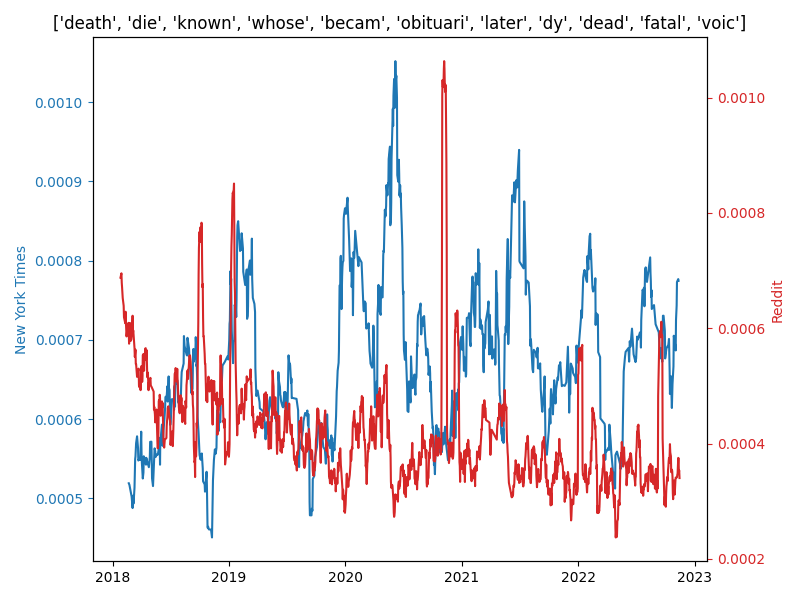 ['death', 'die', 'known', 'whose', 'becam', 'obituari', 'later', 'dy', 'dead', 'fatal', 'voic']
0.0010
0.0009
0.0008
0.0007
0.0006
0.0005
New York Times
0.0010
0.0008
0.0006
0.0004
0.0002
Reddit
2018 2019 2020 2021 2022 2023